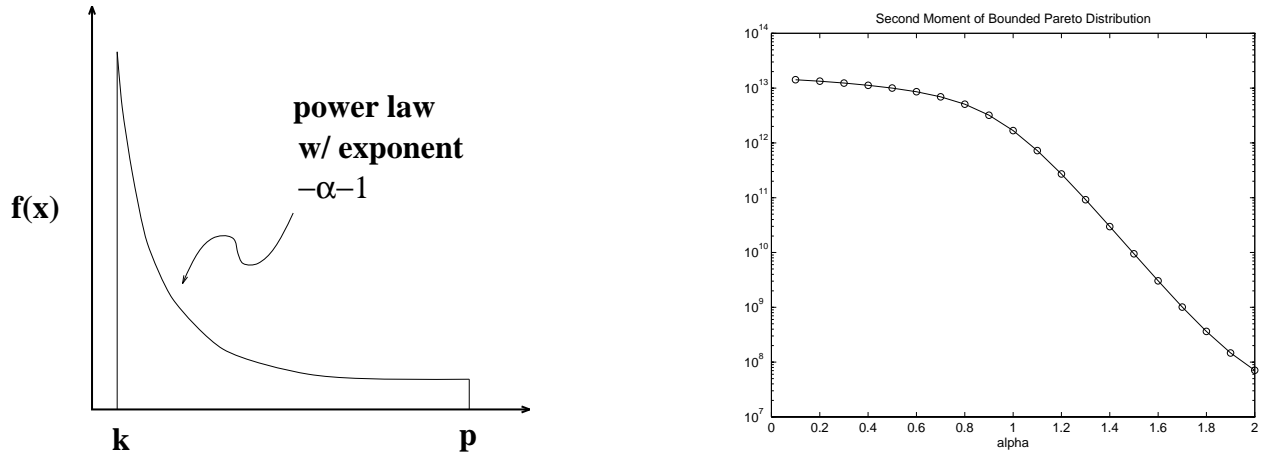 f(x)
power law
w/ exponent
−α−1
k
p
Second Moment of Bounded Pareto Distribution
10^14
10^13
10^12
10^11
10^10
10^9
10^8
10^7
0 0.2 0.4 0.6 0.8 1 1.2 1.4 1.6 1.8 2
alpha